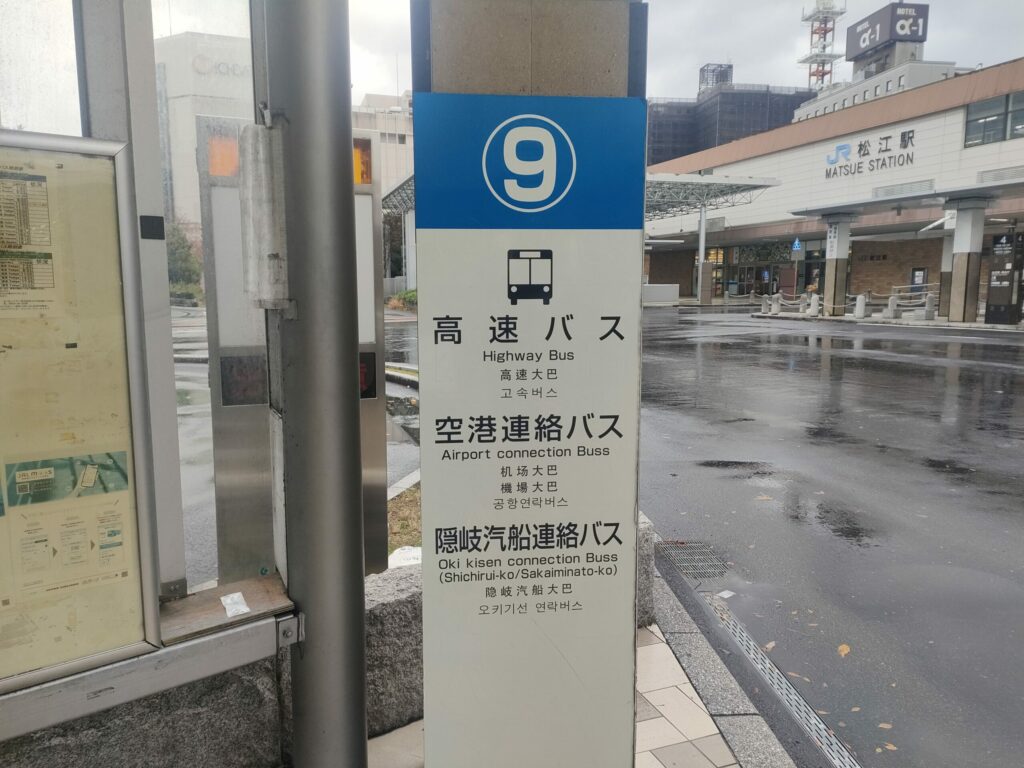 9
高速バス
Highway Bus
高速大巴
고속버스
空港連絡バス
Airport connection Buss
机场大巴
機場大巴
공항연락버스
隠岐汽船連絡バス
Oki kisen connection Buss
(Shichirui-ko/Sakaiminato-ko)
隐岐汽船大巴
오키기선 연락버스
JR 松江駅
MATSUE STATION
HOTEL
α-1
4